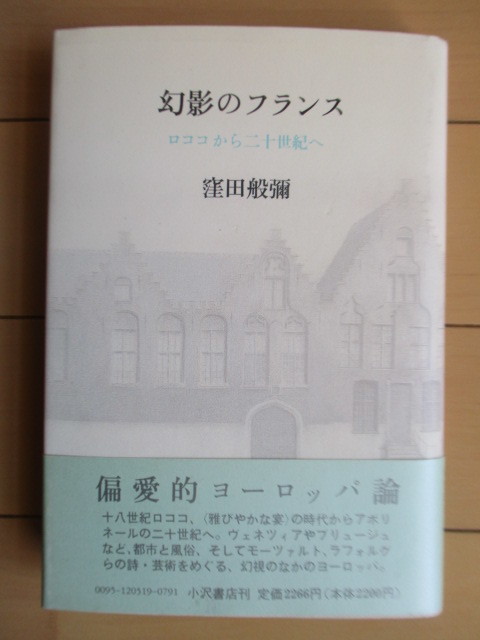 幻影のフランス
ロココから二十世紀へ
窪田般彌
偏愛的ヨーロッパ論
十八世紀ロココ、〈雅びやかな宴〉の時代からアポリ
ネールの二十世紀へ。ヴェネツィアやブリュージュ
など、都市と風俗、そしてモーツァルト、ラフォルグ
らの詩・芸術をめぐる、幻視のなかのヨーロッパ。
0095-120519-0791 小沢書店刊 定価2266円(本体2200円)